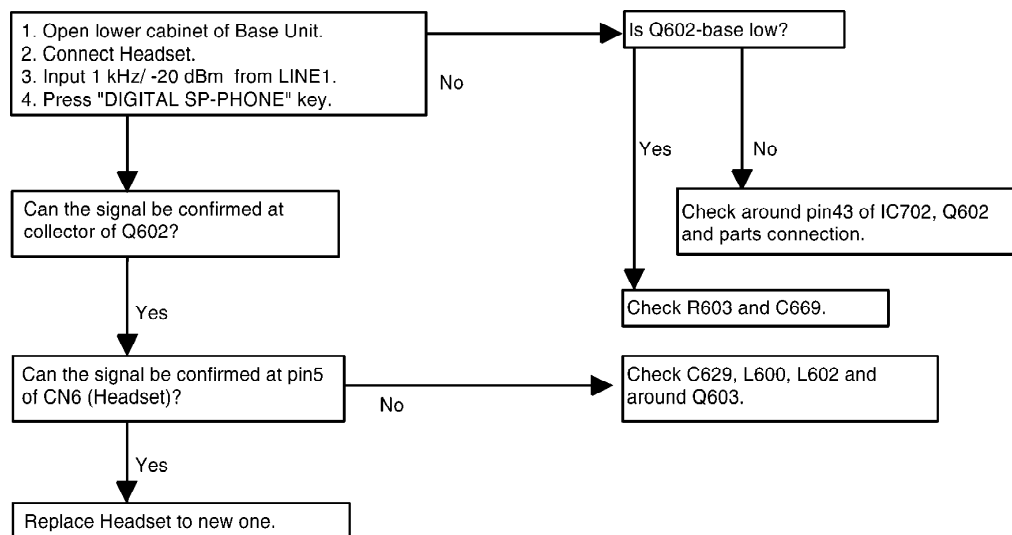 1. Open lower cabinet of Base Unit.
2. Connect Headset.
3. Input 1 kHz/ -20 dBm from LINE1.
4. Press "DIGITAL SP-PHONE" key.
No
Is Q602-base low?
Yes
No
Can the signal be confirmed at
collector of Q602?
Check around pin43 of IC702, Q602
and parts connection.
Yes
Check R603 and C669.
Can the signal be confirmed at pin5
of CN6 (Headset)?
No
Check C629, L600, L602 and
around Q603.
Yes
Replace Headset to new one.